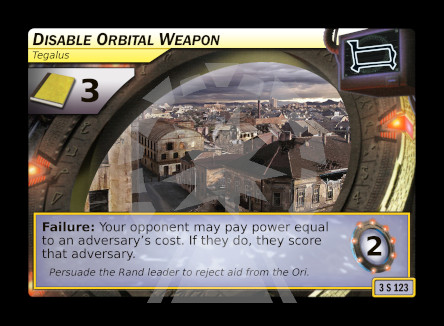 DISABLE ORBITAL WEAPON
Tegalus
3
Failure: Your opponent may pay power equal
to an adversary's cost. If they do, they score
that adversary.
Persuade the Rand leader to reject aid from the Ori.
2
3 S 123